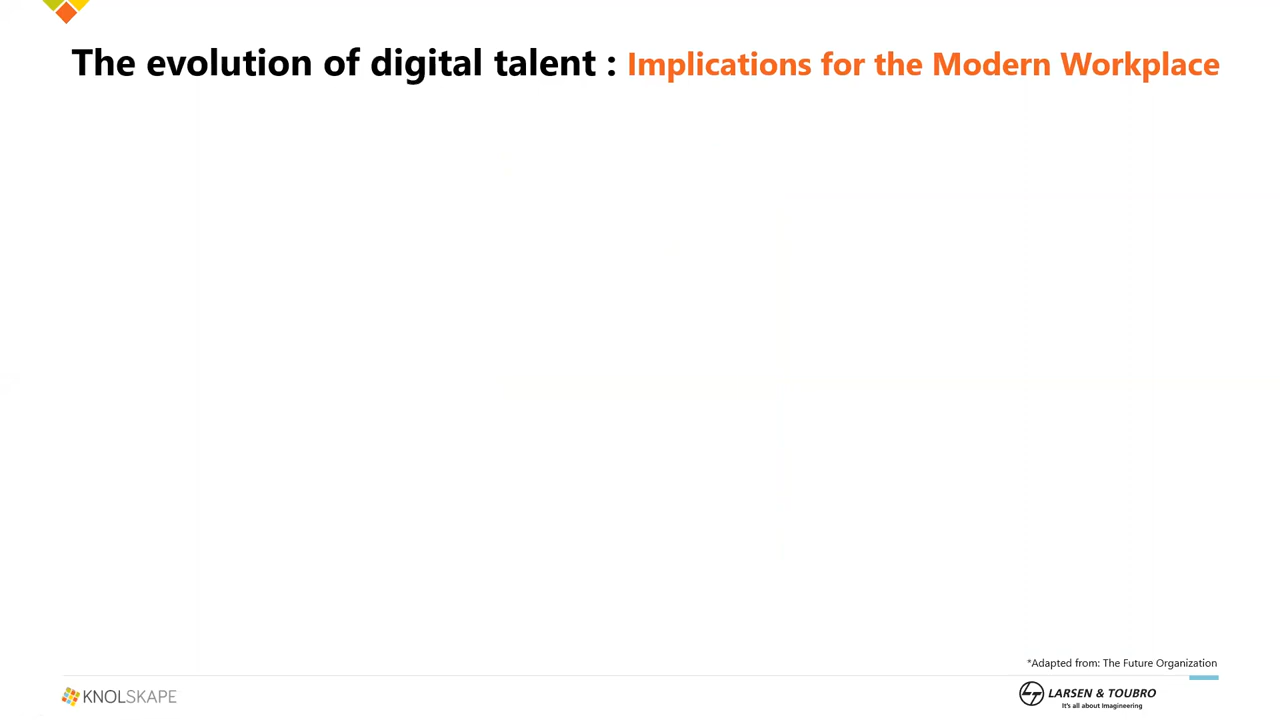 The evolution of digital talent : Implications for the Modern Workplace
*Adapted from: The Future Organization
KNOLSKAPE
LARSEN & TOUBRO
It's all about Imagineering